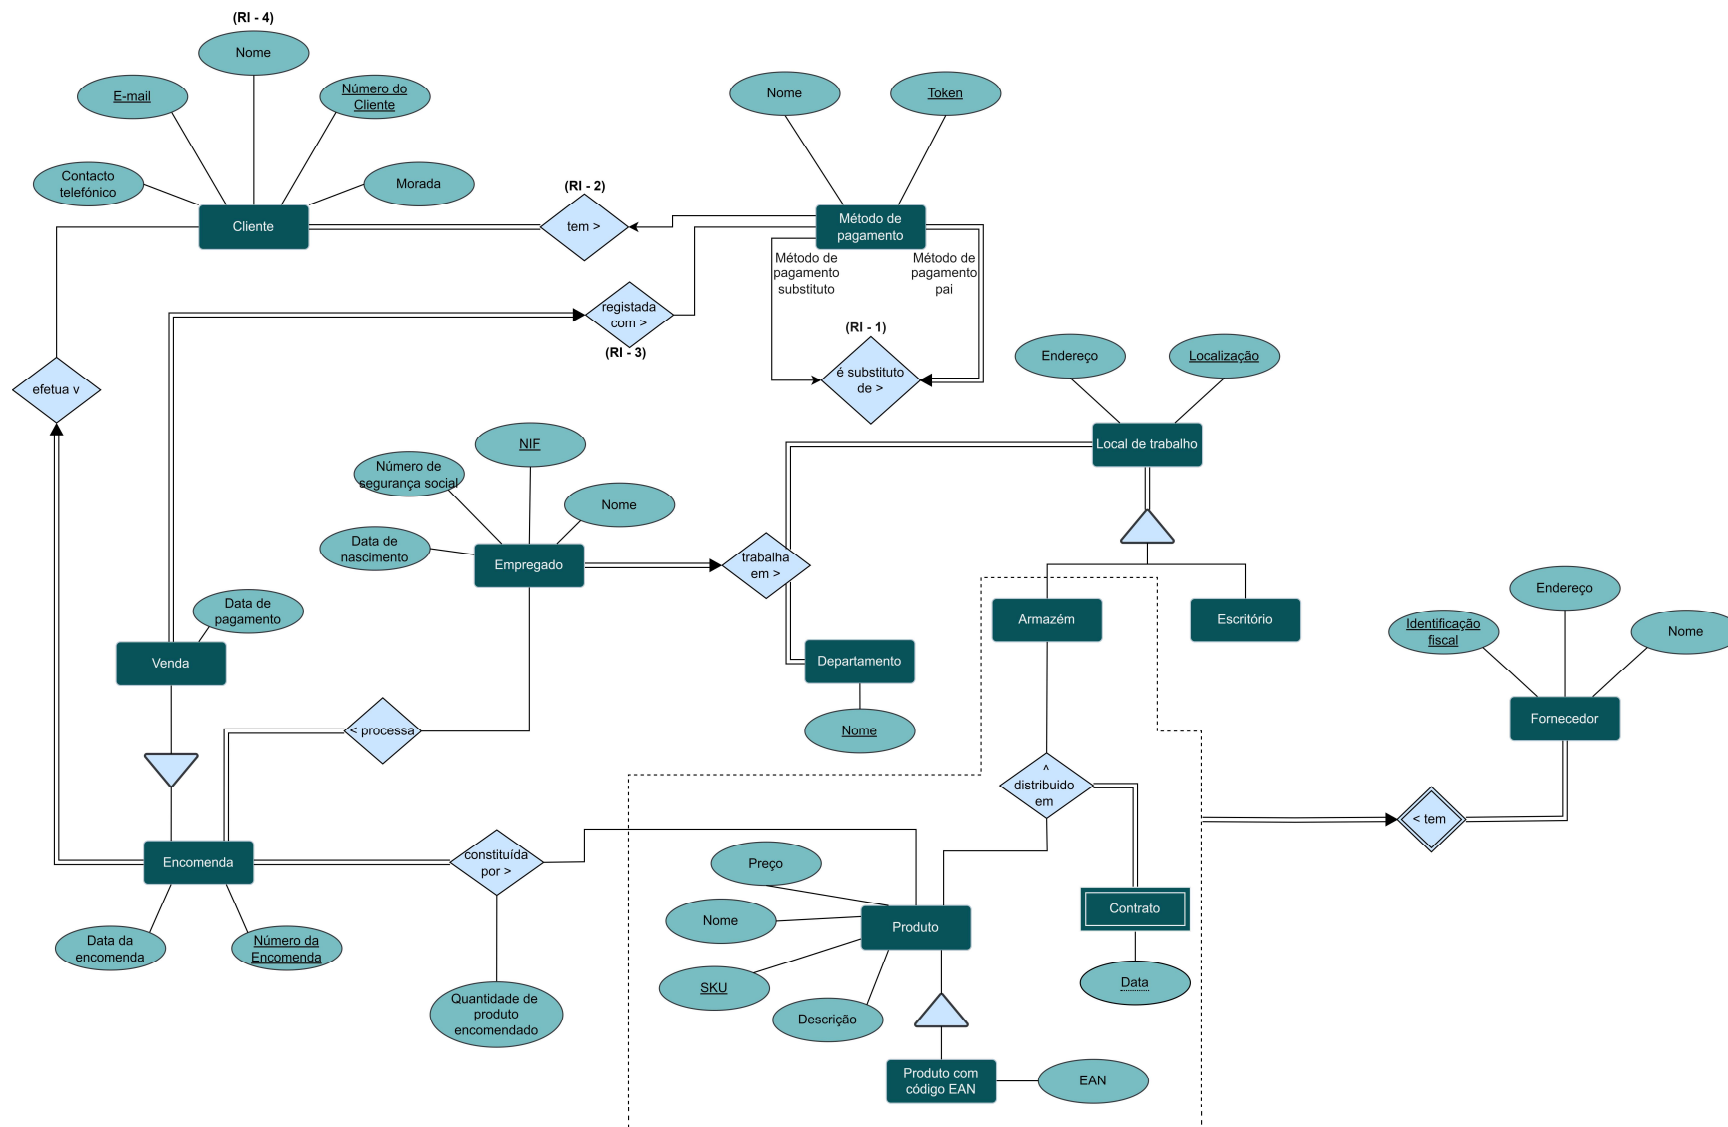 (RI - 4)
Nome
E-mail
Número do
Cliente
Contacto
telefónico
Morada
Cliente
(RI - 2)
tem >
Nome
Token
Método de
pagamento
Método de
pagamento
substituto
Método de
pagamento
pai
registada
com >
(RI - 3)
(RI - 1)
é substituto
de >
efetua v
Endereço
Localização
Local de trabalho
NIF
Número de
segurança social
Nome
Data de
nascimento
Empregado
trabalha
em >
Data de
pagamento
Venda
Departamento
Nome
< processa
Armazém
Escritório
Endereço
Identificação
fiscal
Nome
Fornecedor
^
distribuido
em
< tem
Encomenda
constituída
por >
Data da
encomenda
Número da
Encomenda
Quantidade de
produto
encomendado
Preço
Nome
SKU
Descrição
Produto
Contrato
Data
Produto com
código EAN
EAN